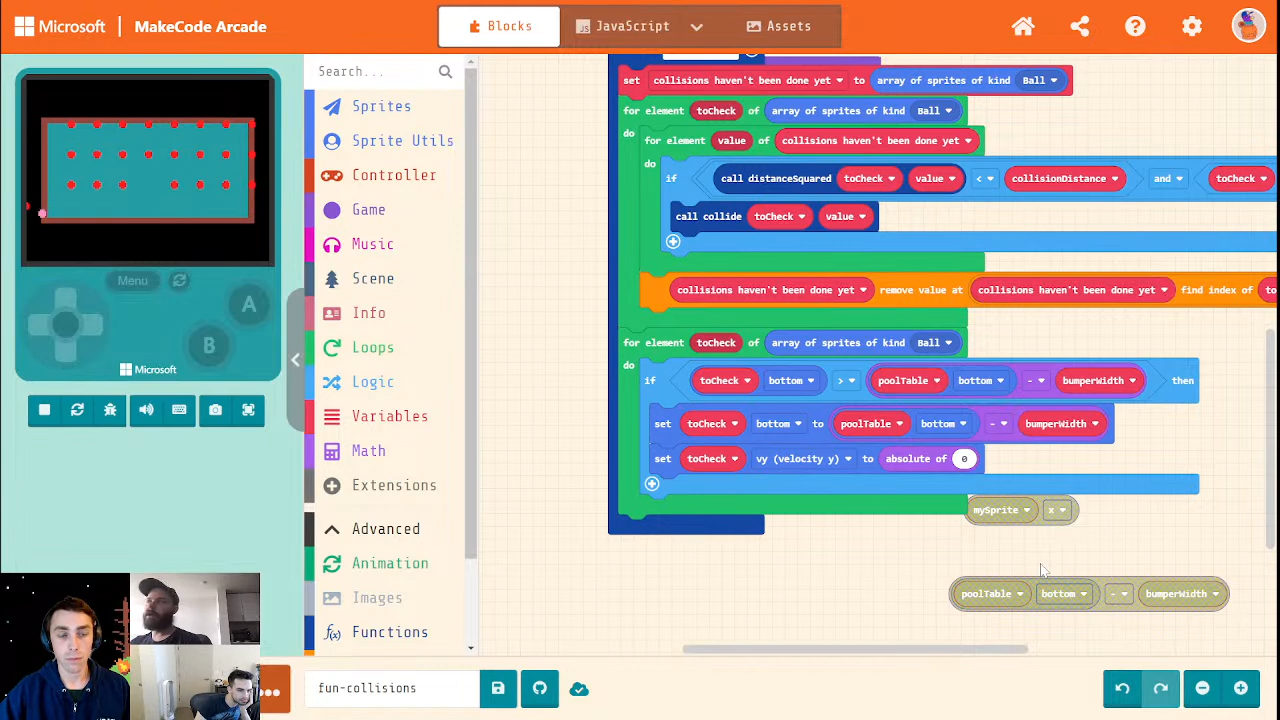 Microsoft | MakeCode Arcade Blocks JavaScript Assets
Search...
Sprites
Sprite Utils
Controller
Game
Music
Scene
Info
Loops
Logic
Variables
Math
Extensions
Advanced
Animation
Images
Functions
Menu
A
B
Microsoft
set collisions haven't been done yet to array of sprites of kind Ball
for element toCheck of array of sprites of kind Ball
do for element value of collisions haven't been done yet
do if call distanceSquared toCheck value < collisionDistance and toCheck
call collide toCheck value
collisions haven't been done yet remove value at collisions haven't been done yet find index of
for element toCheck of array of sprites of kind Ball
do if toCheck bottom > poolTable bottom - bumperWidth then
set toCheck bottom to poolTable bottom - bumperWidth
set toCheck vy (velocity y) to absolute of 0
mySprite x
poolTable bottom - bumperWidth
fun-collisions